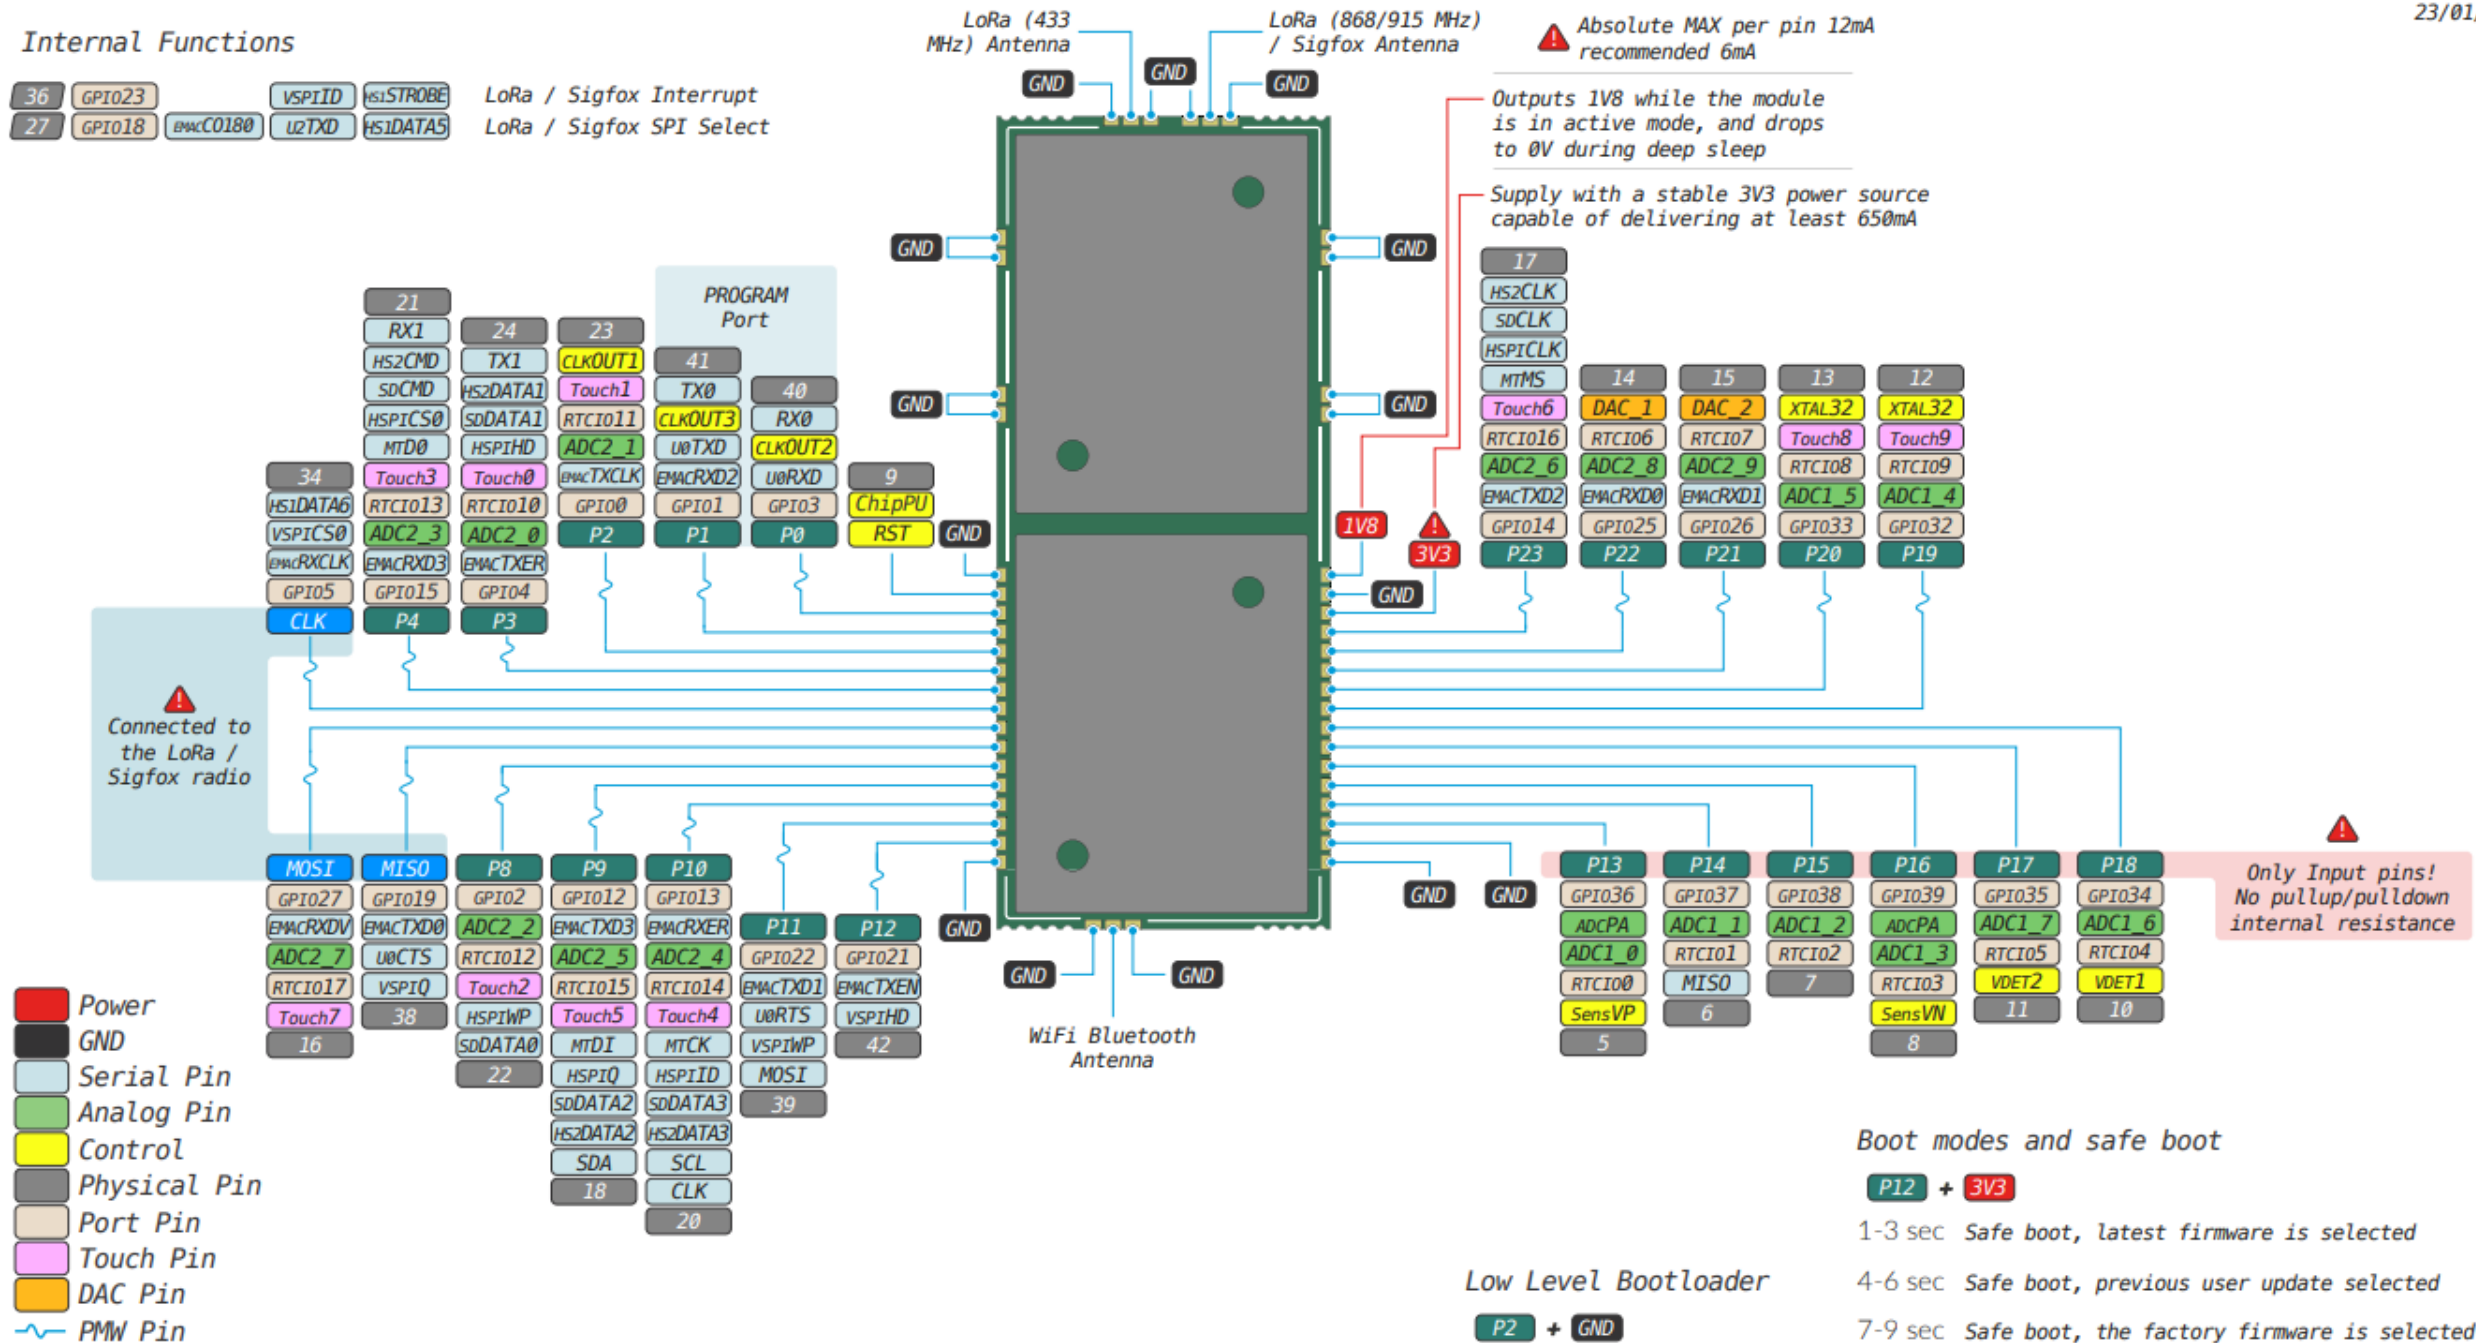 23/01
Internal Functions
36 GPIO23 VSPIID HS1STROBE LoRa / Sigfox Interrupt
27 GPIO18 EMACCO180 U2TXD HS1DATA5 LoRa / Sigfox SPI Select
LoRa (433
MHz) Antenna
LoRa (868/915 MHz)
/ Sigfox Antenna
GND
GND
GND
Absolute MAX per pin 12mA
recommended 6mA
Outputs 1V8 while the module
is in active mode, and drops
to 0V during deep sleep
Supply with a stable 3V3 power source
capable of delivering at least 650mA
GND
GND
GND
GND
PROGRAM
Port
34
HS1DATA6
VSPICS0
EMACRXCLK
GPIO5
CLK
21
RX1
HS2CMD
SDCMD
HSPICS0
MTD0
Touch3
RTCIO13
ADC2_3
EMACRXD3
GPIO15
P4
24
TX1
HS2DATA1
SDDATA1
HSPIHD
Touch0
RTCIO10
ADC2_0
EMACTXER
GPIO4
P3
23
CLKOUT1
Touch1
RTCIO11
ADC2_1
EMACTXCLK
GPIO0
P2
41
TX0
CLKOUT3
U0TXD
EMACRXD2
GPIO1
P1
40
RX0
CLKOUT2
U0RXD
GPIO3
P0
9
ChipPU
RST
GND
1V8
3V3
GND
17
HS2CLK
SDCLK
HSPICLK
MTMS
Touch6
RTCIO16
ADC2_6
EMACTXD2
GPIO14
P23
14
DAC_1
RTCIO6
ADC2_8
EMACRXD0
GPIO25
P22
15
DAC_2
RTCIO7
ADC2_9
EMACRXD1
GPIO26
P21
13
XTAL32
Touch8
RTCIO8
ADC1_5
GPIO33
P20
12
XTAL32
Touch9
RTCIO9
ADC1_4
GPIO32
P19
Connected to
the LoRa /
Sigfox radio
MOSI
GPIO27
EMACRXDV
ADC2_7
RTCIO17
Touch7
16
MISO
GPIO19
EMACTXD0
U0CTS
VSPIQ
38
P8
GPIO2
ADC2_2
RTCIO12
Touch2
HSPIWP
SDDATA0
22
P9
GPIO12
EMACTXD3
ADC2_5
RTCIO15
Touch5
MTDI
HSPIQ
SDDATA2
HS2DATA2
SDA
18
P10
GPIO13
EMACRXER
ADC2_4
RTCIO14
Touch4
MTCK
HSPIID
SDDATA3
HS2DATA3
SCL
CLK
20
P11
GPIO22
EMACTXD1
U0RTS
VSPIWP
MOSI
39
P12
GPIO21
EMACTXEN
VSPIHD
42
GND
GND
GND
WiFi Bluetooth
Antenna
GND
GND
P13
GPIO36
ADCPA
ADC1_0
RTCIO0
SensVP
5
P14
GPIO37
ADC1_1
RTCIO1
MISO
6
P15
GPIO38
ADC1_2
RTCIO2
7
P16
GPIO39
ADCPA
ADC1_3
RTCIO3
SensVN
8
P17
GPIO35
ADC1_7
RTCIO5
VDET2
11
P18
GPIO34
ADC1_6
RTCIO4
VDET1
10
Only Input pins!
No pullup/pulldown
internal resistance
Power
GND
Serial Pin
Analog Pin
Control
Physical Pin
Port Pin
Touch Pin
DAC Pin
PMW Pin
Low Level Bootloader
P2 + GND
Boot modes and safe boot
P12 + 3V3
1-3 sec Safe boot, latest firmware is selected
4-6 sec Safe boot, previous user update selected
7-9 sec Safe boot, the factory firmware is selected